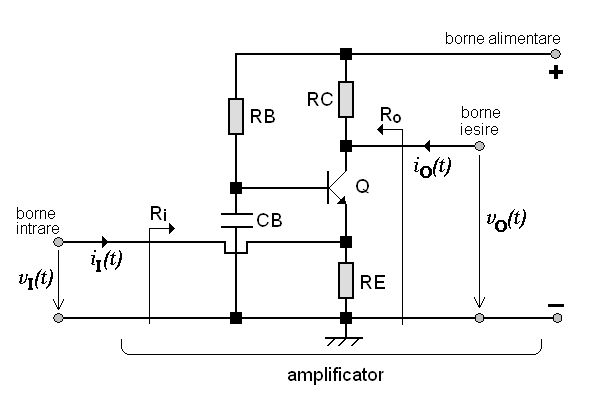 borne alimentare
+
RC
RB
Ro
borne
iesire
iO(t)
Q
vO(t)
CB
borne
intrare
Ri
iI(t)
vI(t)
RE
−
amplificator